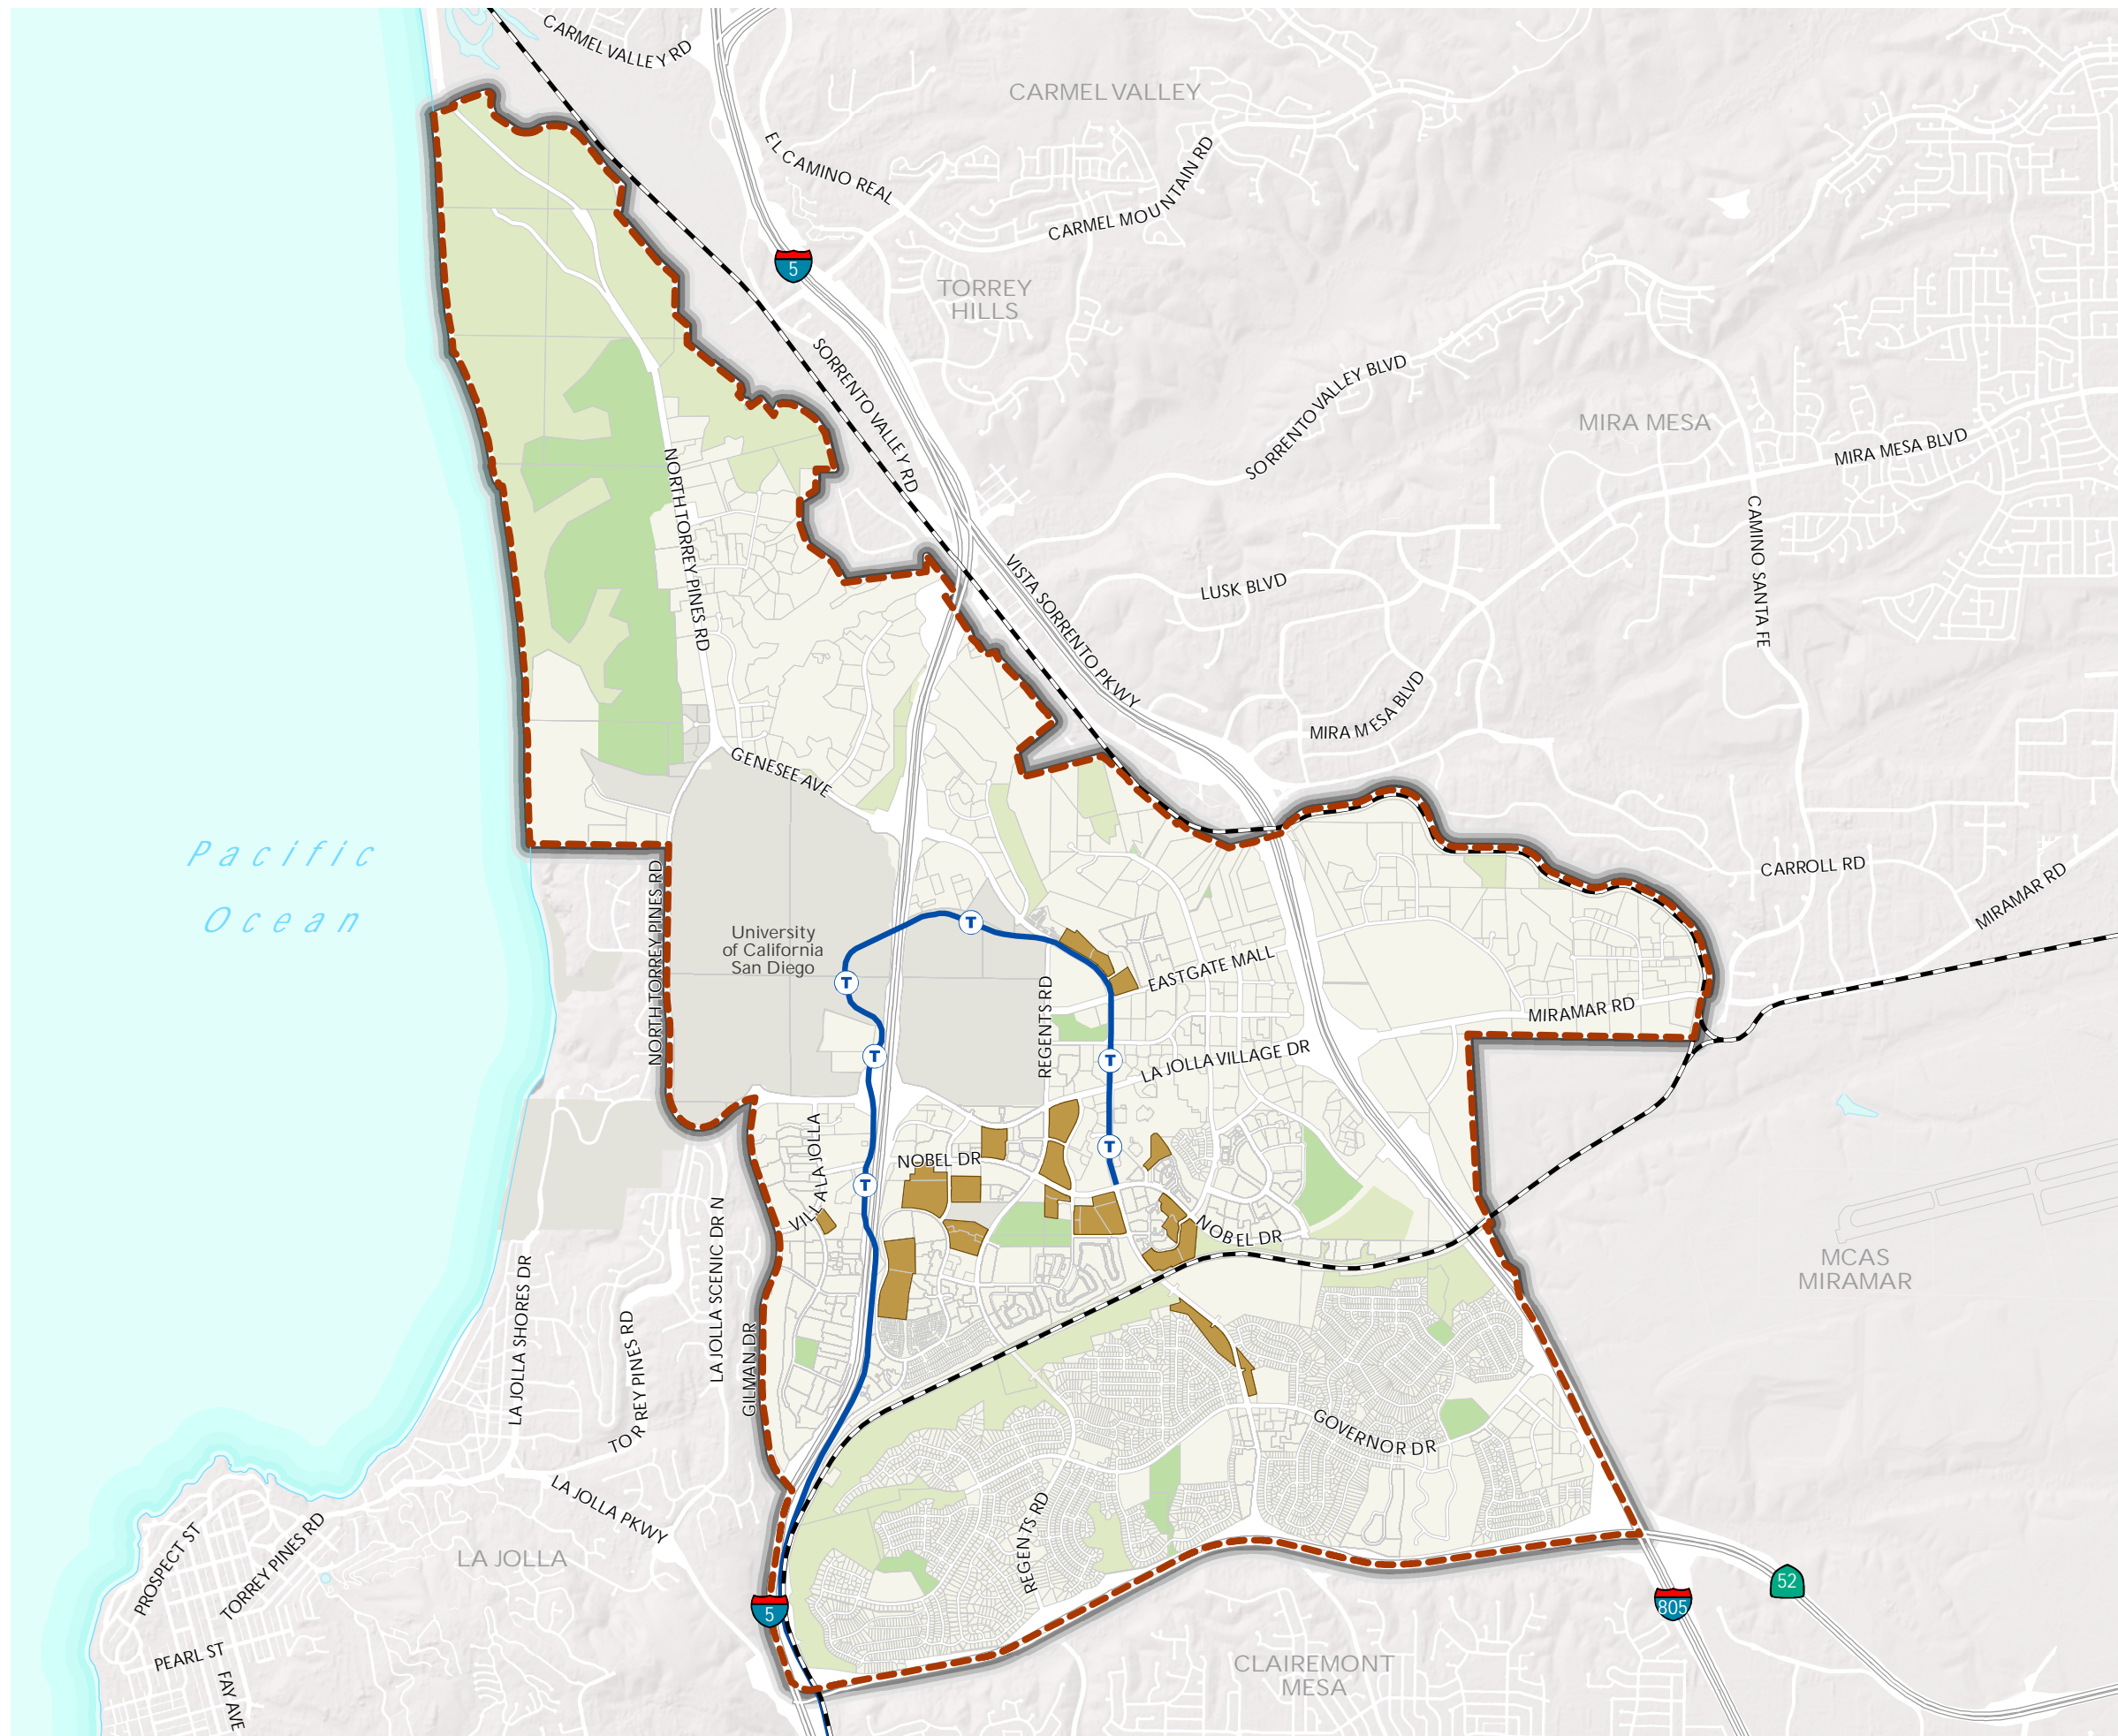 CARMEL VALLEY RD
CARMEL VALLEY
EL CAMINO REAL
CARMEL MOUNTAIN RD
5
TORREY
HILLS
SORRENTO VALLEY RD
SORRENTO VALLEY BLVD
MIRA MESA
MIRA MESA BLVD
NORTH TORREY PINES RD
CAMINO SANTA FE
VISTA SORRENTO PKWY
LUSK BLVD
MIRA MESA BLVD
GENESEE AVE
Pacific
Ocean
CARROLL RD
MIRAMAR RD
NORTH TORREY PINES RD
University
of California
San Diego
T
T
T
T
T
T
EASTGATE MALL
REGENTS RD
MIRAMAR RD
LA JOLLA VILLAGE DR
VILLA LA JOLLA
NOBEL DR
NOBEL DR
MCAS
MIRAMAR
LA JOLLA SHORES DR
TORREY PINES RD
LA JOLLA SCENIC DR N
GILMAN DR
GOVERNOR DR
REGENTS RD
LA JOLLA PKWY
LA JOLLA
PROSPECT ST
TORREY PINES RD
PEARL ST
FAY AVE
5
52
805
CLAIREMONT
MESA